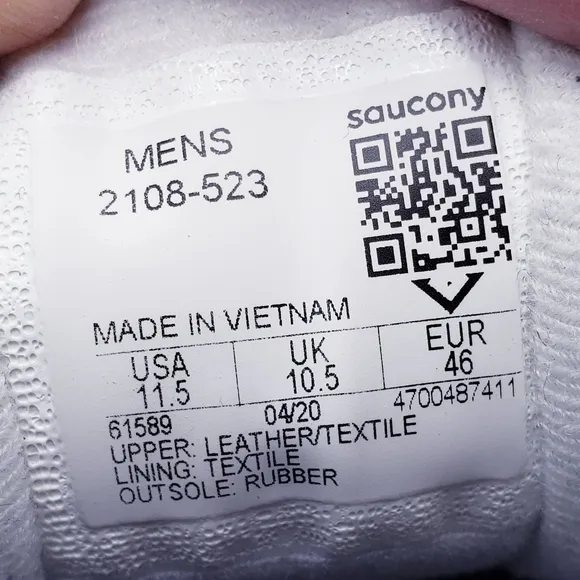 saucony
MENS
2108-523
MADE IN VIETNAM
USA UK EUR
11.5 10.5 46
61589 04/20 4700487411
UPPER: LEATHER/TEXTILE
LINING: TEXTILE
OUTSOLE: RUBBER